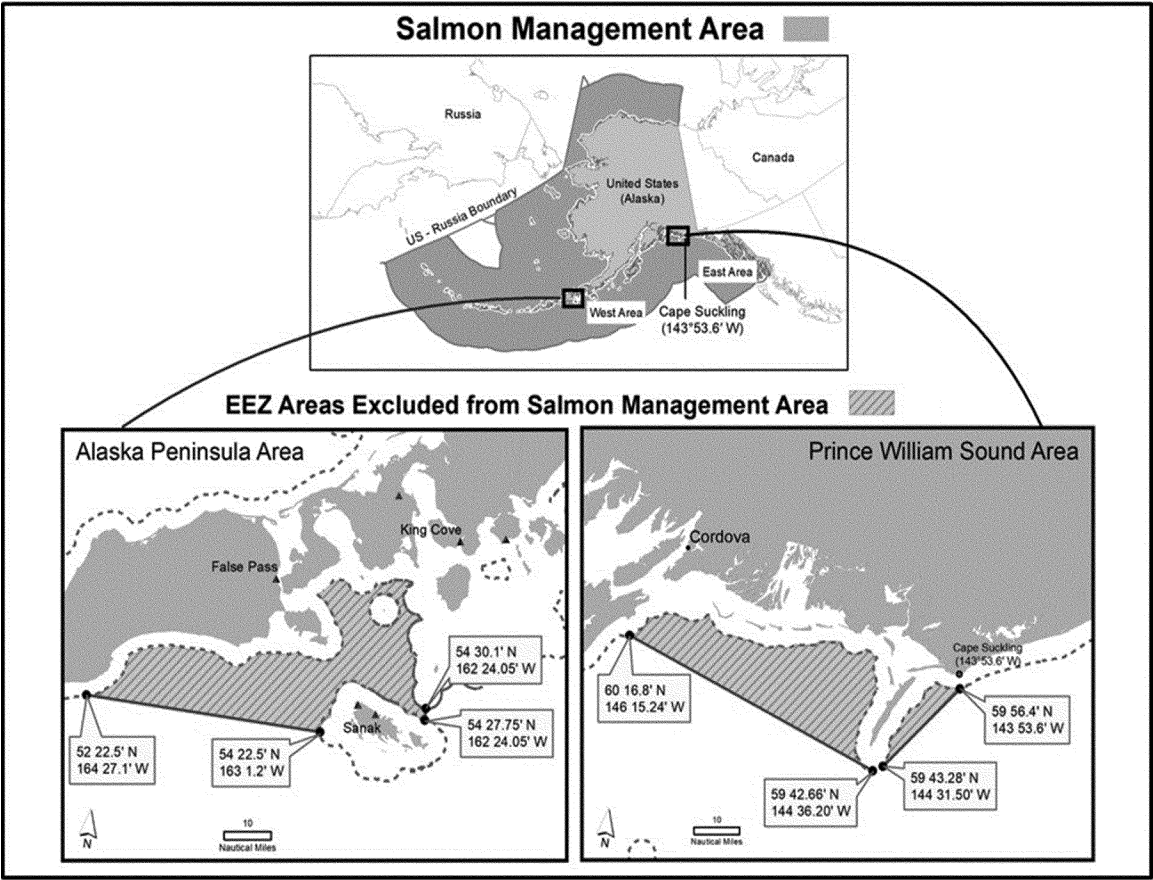 Salmon Management Area
Russia
Canada
United States
(Alaska)
US - Russia Boundary
East Area
West Area
Cape Suckling
(143°53.6' W)
EEZ Areas Excluded from Salmon Management Area
Alaska Peninsula Area
King Cove
False Pass
54 30.1' N
162 24.05' W
54 27.75' N
162 24.05' W
Sanak
52 22.5' N
164 27.1' W
54 22.5' N
163 1.2' W
N
10
Nautical Miles
Prince William Sound Area
Cordova
Cape Suckling
(143°53.6' W)
60 16.8' N
146 15.24' W
59 56.4' N
143 53.6' W
59 43.28' N
144 31.50' W
59 42.66' N
144 36.20' W
N
10
Nautical Miles